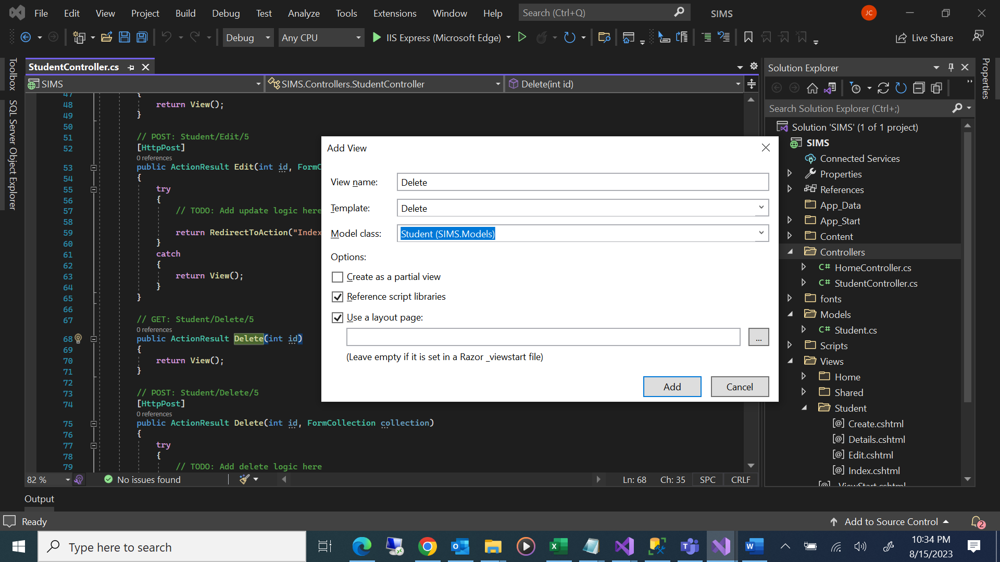 File Edit View Project Build Debug Test Analyze Tools Extensions Window Help Search (Ctrl+Q) SIMS JC
Debug Any CPU IIS Express (Microsoft Edge) Live Share
Toolbox
SQL Server Object Explorer
StudentController.cs
SIMS SIMS.Controllers.StudentController Delete(int id)
47 {
48 return View();
49 }
50
51 // POST: Student/Edit/5
52 [HttpPost]
0 references
53 public ActionResult Edit(int id, FormC
54 {
55 try
56 {
57 // TODO: Add update logic here
58
59 return RedirectToAction("Index
60 }
61 catch
62 {
63 return View();
64 }
65 }
66
67 // GET: Student/Delete/5
0 references
68 public ActionResult Delete(int id)
69 {
70 return View();
71 }
72
73 // POST: Student/Delete/5
74 [HttpPost]
0 references
75 public ActionResult Delete(int id, FormCollection collection)
76 {
77 try
78 {
79 // TODO: Add delete logic here
82 % No issues found Ln: 68 Ch: 35 SPC CRLF
Add View
View name: Delete
Template: Delete
Model class: Student (SIMS.Models)
Options:
Create as a partial view
Reference script libraries
Use a layout page:
...
(Leave empty if it is set in a Razor _viewstart file)
Add Cancel
Solution Explorer
Search Solution Explorer (Ctrl+;)
Solution 'SIMS' (1 of 1 project)
SIMS
Connected Services
Properties
References
App_Data
App_Start
Content
Controllers
C# HomeController.cs
C# StudentController.cs
fonts
Models
C# Student.cs
Scripts
Views
Home
Shared
Student
[@] Create.cshtml
[@] Details.cshtml
[@] Edit.cshtml
[@] Index.cshtml
[@] _ViewStart.cshtml
Properties
Output
Ready Add to Source Control 2
Type here to search
10:34 PM
8/15/2023